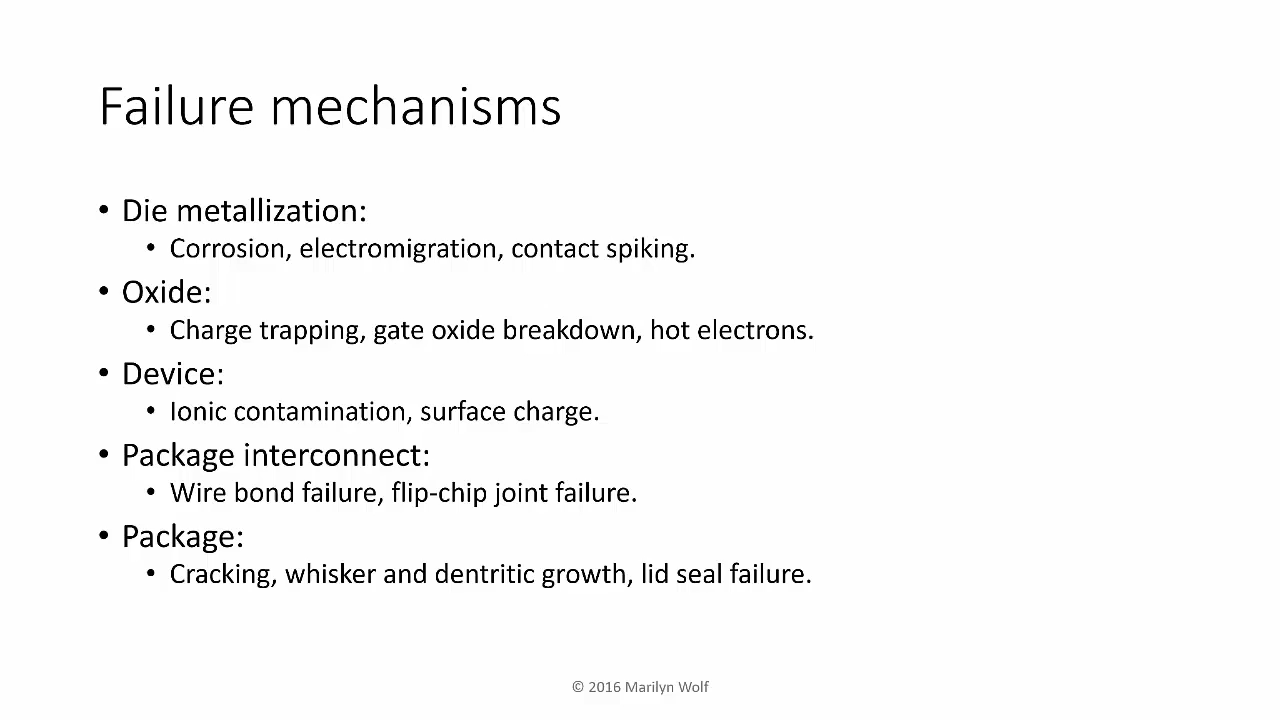 Failure mechanisms
• Die metallization:
• Corrosion, electromigration, contact spiking.
• Oxide:
• Charge trapping, gate oxide breakdown, hot electrons.
• Device:
• Ionic contamination, surface charge.
• Package interconnect:
• Wire bond failure, flip-chip joint failure.
• Package:
• Cracking, whisker and dentritic growth, lid seal failure.
© 2016 Marilyn Wolf